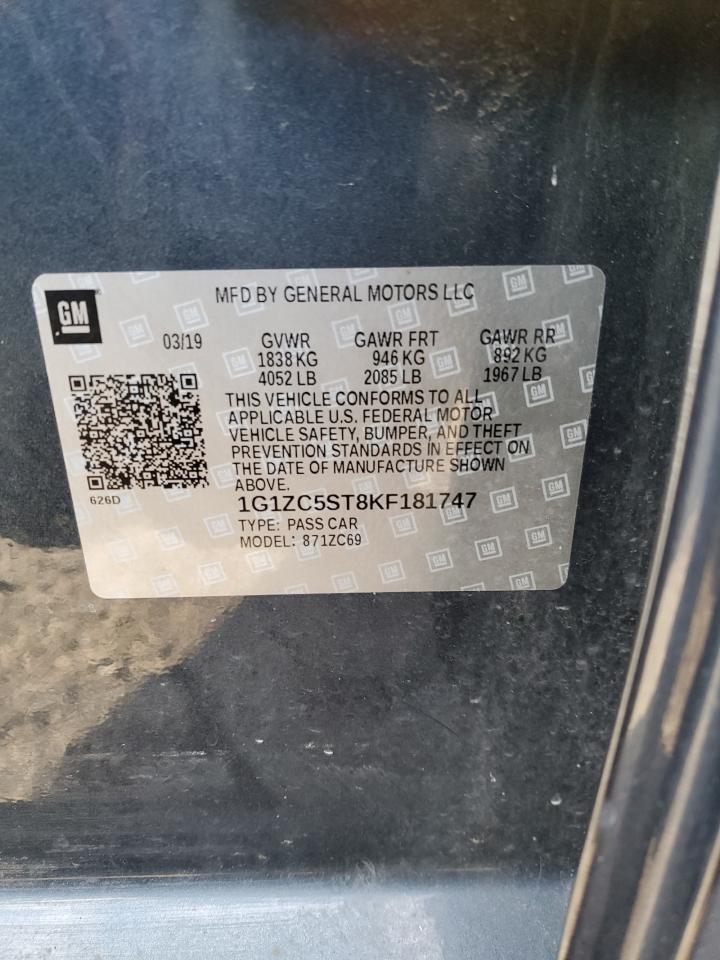 GM
MFD BY GENERAL MOTORS LLC
03/19 GVWR GAWR FRT GAWR RR
1838 KG 946 KG 892 KG
4052 LB 2085 LB 1967 LB
THIS VEHICLE CONFORMS TO ALL
APPLICABLE U.S. FEDERAL MOTOR
VEHICLE SAFETY, BUMPER, AND THEFT
PREVENTION STANDARDS IN EFFECT ON
THE DATE OF MANUFACTURE SHOWN
ABOVE.
626D
1G1ZC5ST8KF181747
TYPE: PASS CAR
MODEL: 871ZC69